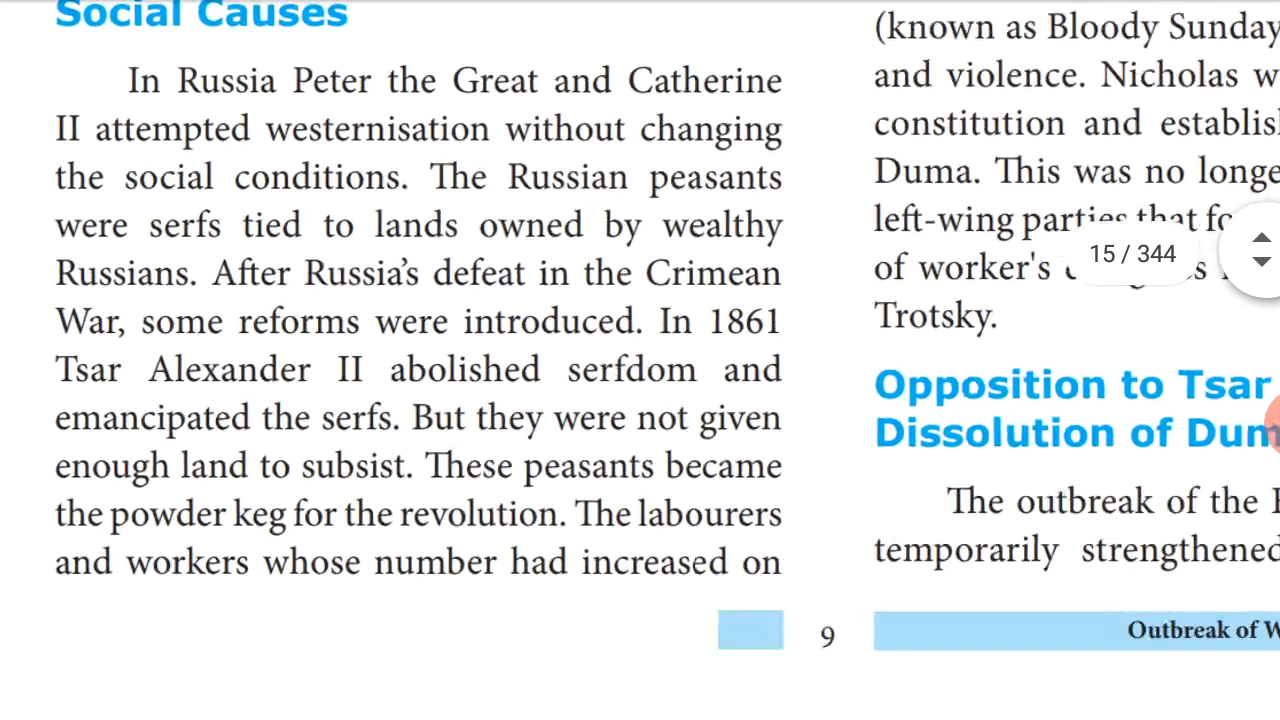 Social Causes
In Russia Peter the Great and Catherine
II attempted westernisation without changing
the social conditions. The Russian peasants
were serfs tied to lands owned by wealthy
Russians. After Russia's defeat in the Crimean
War, some reforms were introduced. In 1861
Tsar Alexander II abolished serfdom and
emancipated the serfs. But they were not given
enough land to subsist. These peasants became
the powder keg for the revolution. The labourers
and workers whose number had increased on
9
(known as Bloody Sunday
and violence. Nicholas
constitution and
Duma. This was no
left-wing parties that
of worker's
Trotsky.
Opposition to Tsar
Dissolution of
The outbreak of the
temporarily strengthened
Outbreak of
15 / 344